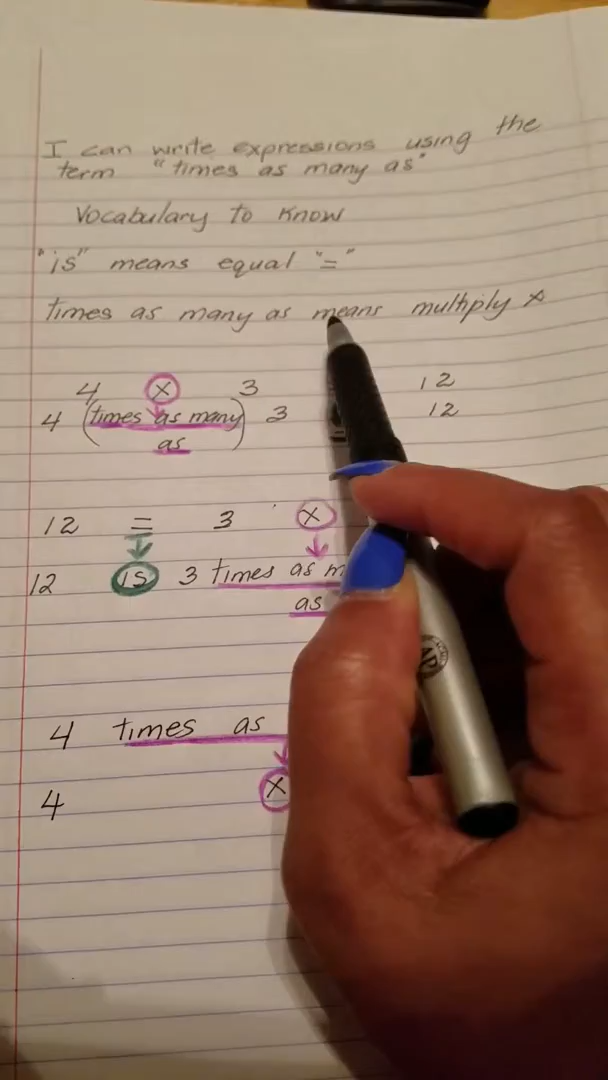 I can write expressions using the
term "times as many as"
Vocabulary to Know
"is" means equal "="
times as many as means multiply x
4 x 3 12
4 (times as many as) 3 = 12
12 = 3 x
12 is 3 times as m
as
4 times as
4 x